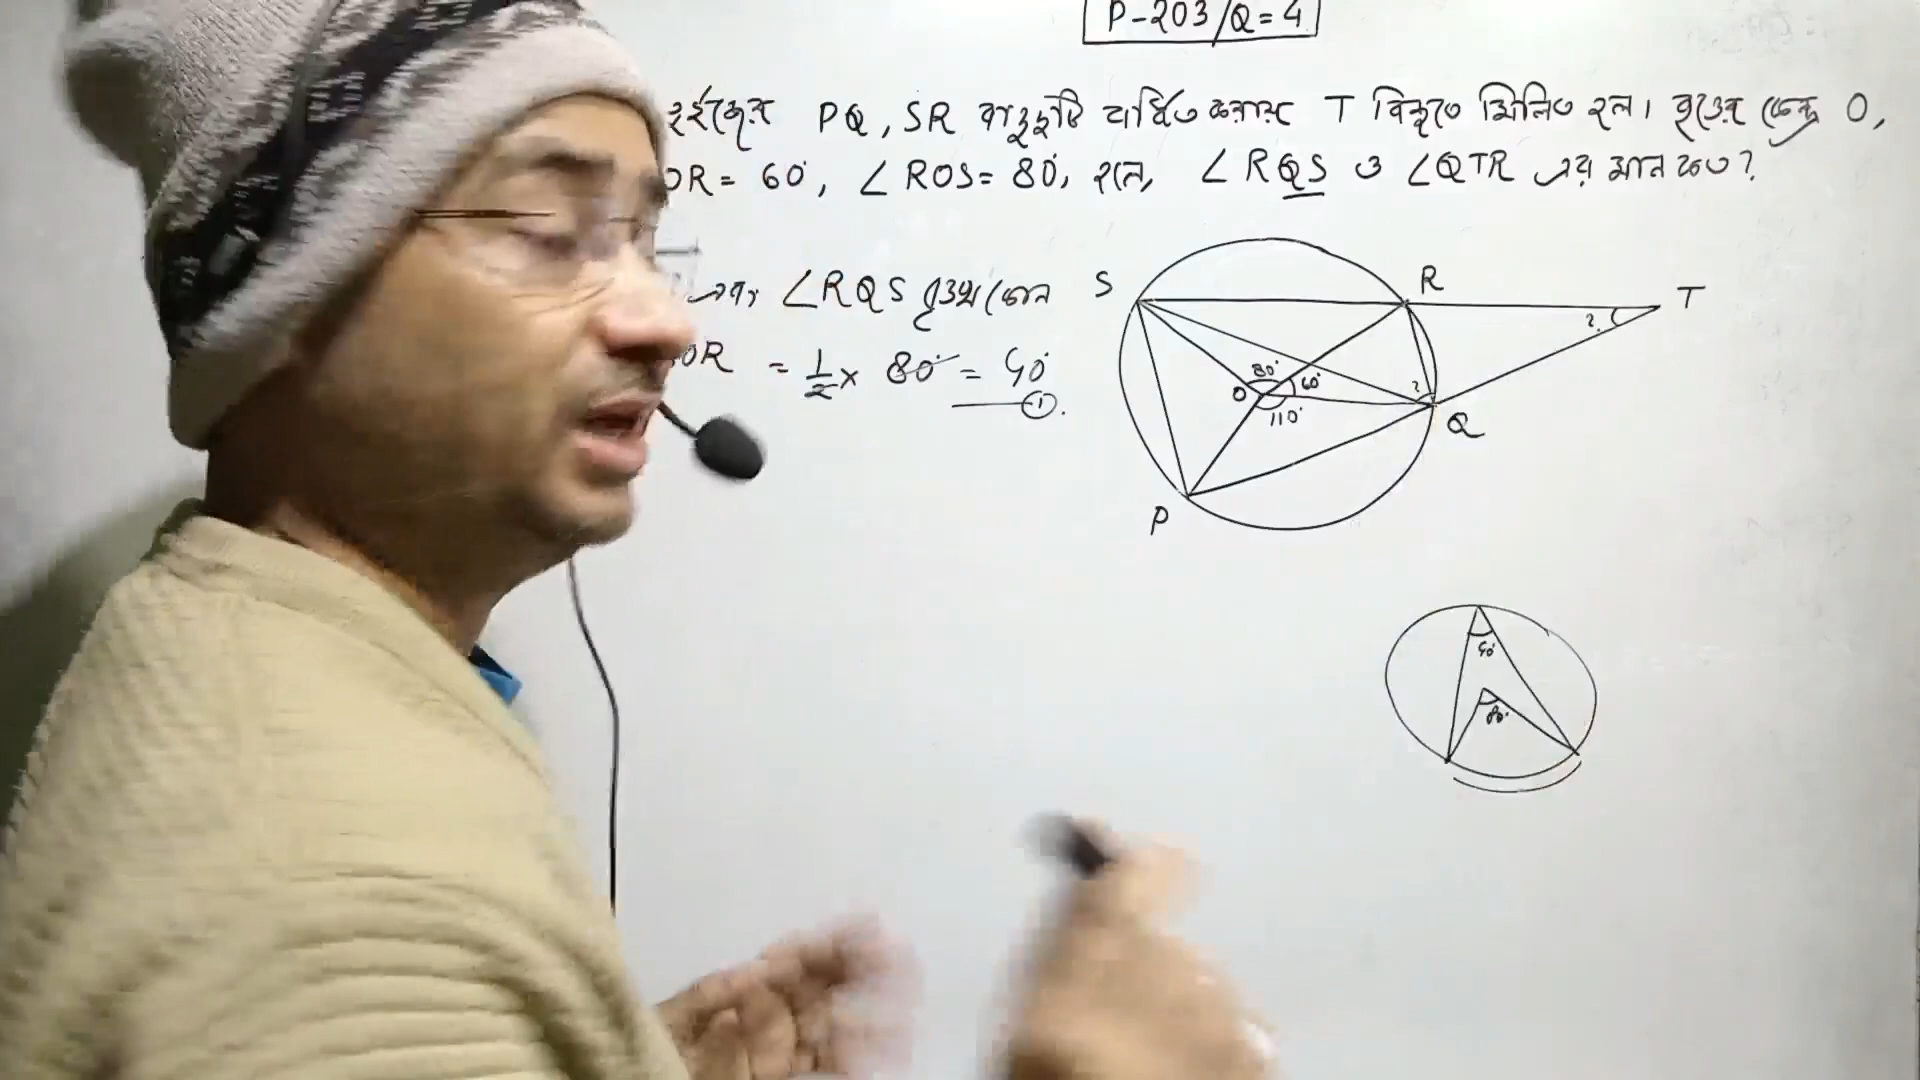 P-203/Q=4
PQ, SR বাহুদুটি বর্ধিত করায় T বিন্দুতে মিলিত হল। বৃত্তের কেন্দ্র O,
OR = 60°, ∠ROS = 80°, হলে, ∠RQS ও ∠QTR এর মান কত?
∠RQS বৃত্তস্থ কোন
OR = 1/2 × 80° = 40°
①.
S R T
?
80° 60° ?
O
110° Q
P
40°
80°